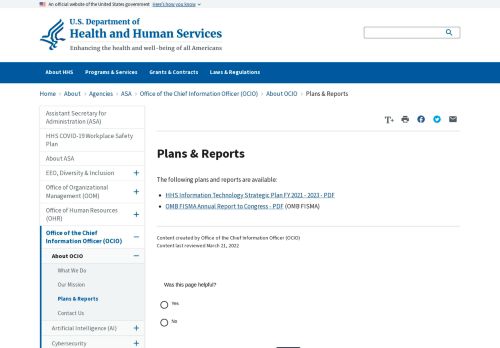 An official website of the United States government Here's how you know
U.S. Department of
Health and Human Services
Enhancing the health and well-being of all Americans
About HHS Programs & Services Grants & Contracts Laws & Regulations
Home > About > Agencies > ASA > Office of the Chief Information Officer (OCIO) > About OCIO > Plans & Reports
Assistant Secretary for
Administration (ASA)
HHS COVID-19 Workplace Safety
Plan
About ASA
EEO, Diversity & Inclusion
Office of Organizational
Management (OOM)
Office of Human Resources
(OHR)
Office of the Chief
Information Officer (OCIO)
About OCIO
What We Do
Our Mission
Plans & Reports
Contact Us
Artificial Intelligence (AI)
Cybersecurity
T+
Plans & Reports
The following plans and reports are available:
HHS Information Technology Strategic Plan FY 2021 - 2023 - PDF
OMB FISMA Annual Report to Congress - PDF (OMB FISMA)
Content created by Office of the Chief Information Officer (OCIO)
Content last reviewed March 21, 2022
Was this page helpful?
Yes
No